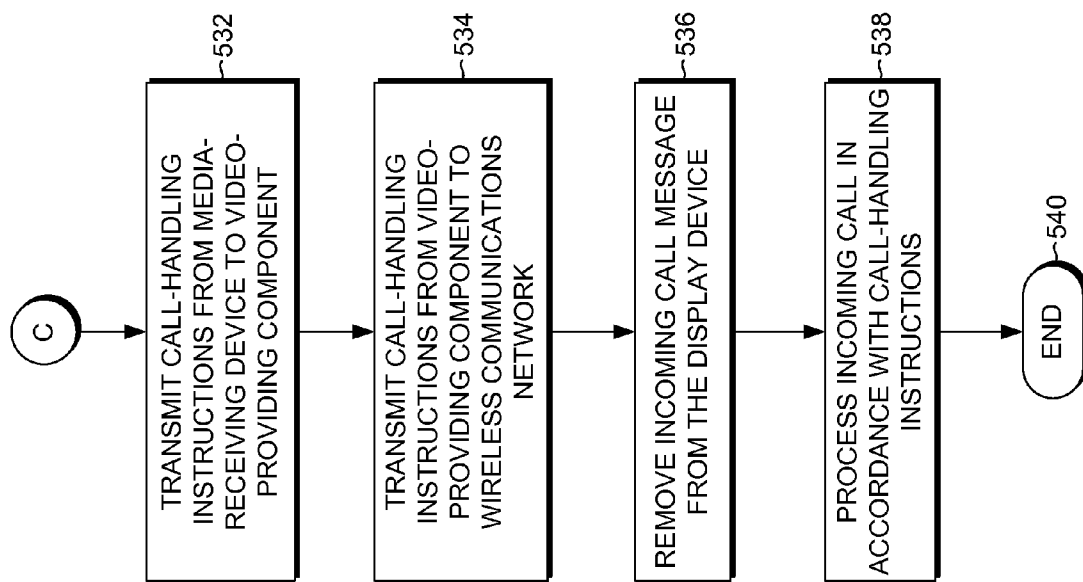 C
532
TRANSMIT CALL-HANDLING
INSTRUCTIONS FROM MEDIA-
RECEIVING DEVICE TO VIDEO-
PROVIDING COMPONENT
534
TRANSMIT CALL-HANDLING
INSTRUCTIONS FROM VIDEO-
PROVIDING COMPONENT TO
WIRELESS COMMUNICATIONS
NETWORK
536
REMOVE INCOMING CALL MESSAGE
FROM THE DISPLAY DEVICE
538
PROCESS INCOMING CALL IN
ACCORDANCE WITH CALL-HANDLING
INSTRUCTIONS
540
END